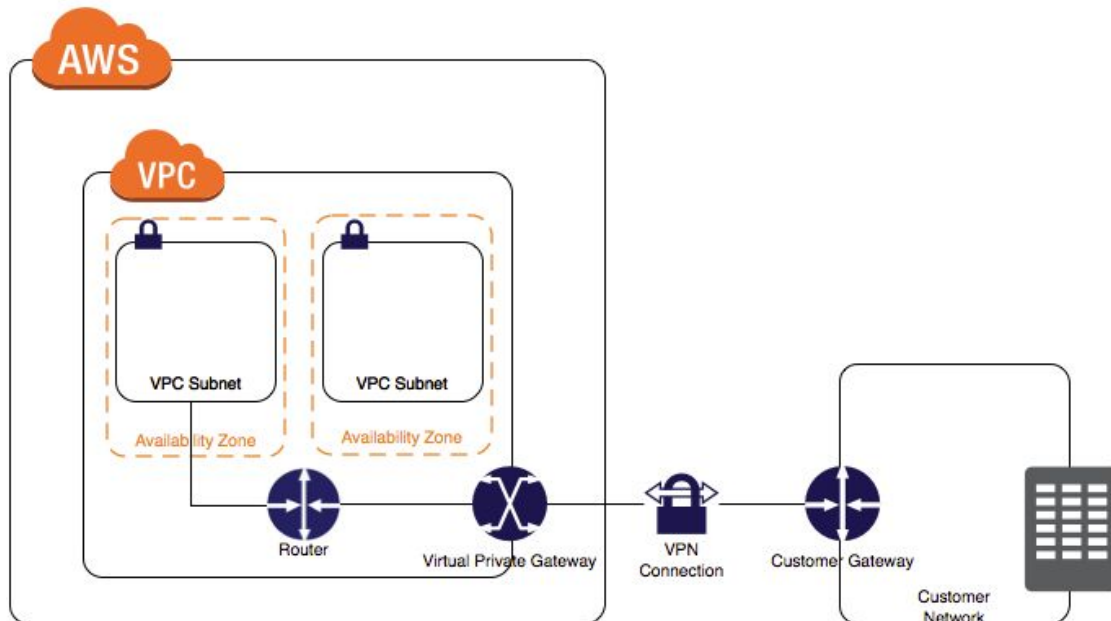 AWS
VPC
VPC Subnet
VPC Subnet
Availability Zone
Availability Zone
Router
Virtual Private Gateway
VPN
Connection
Customer Gateway
Customer
Network